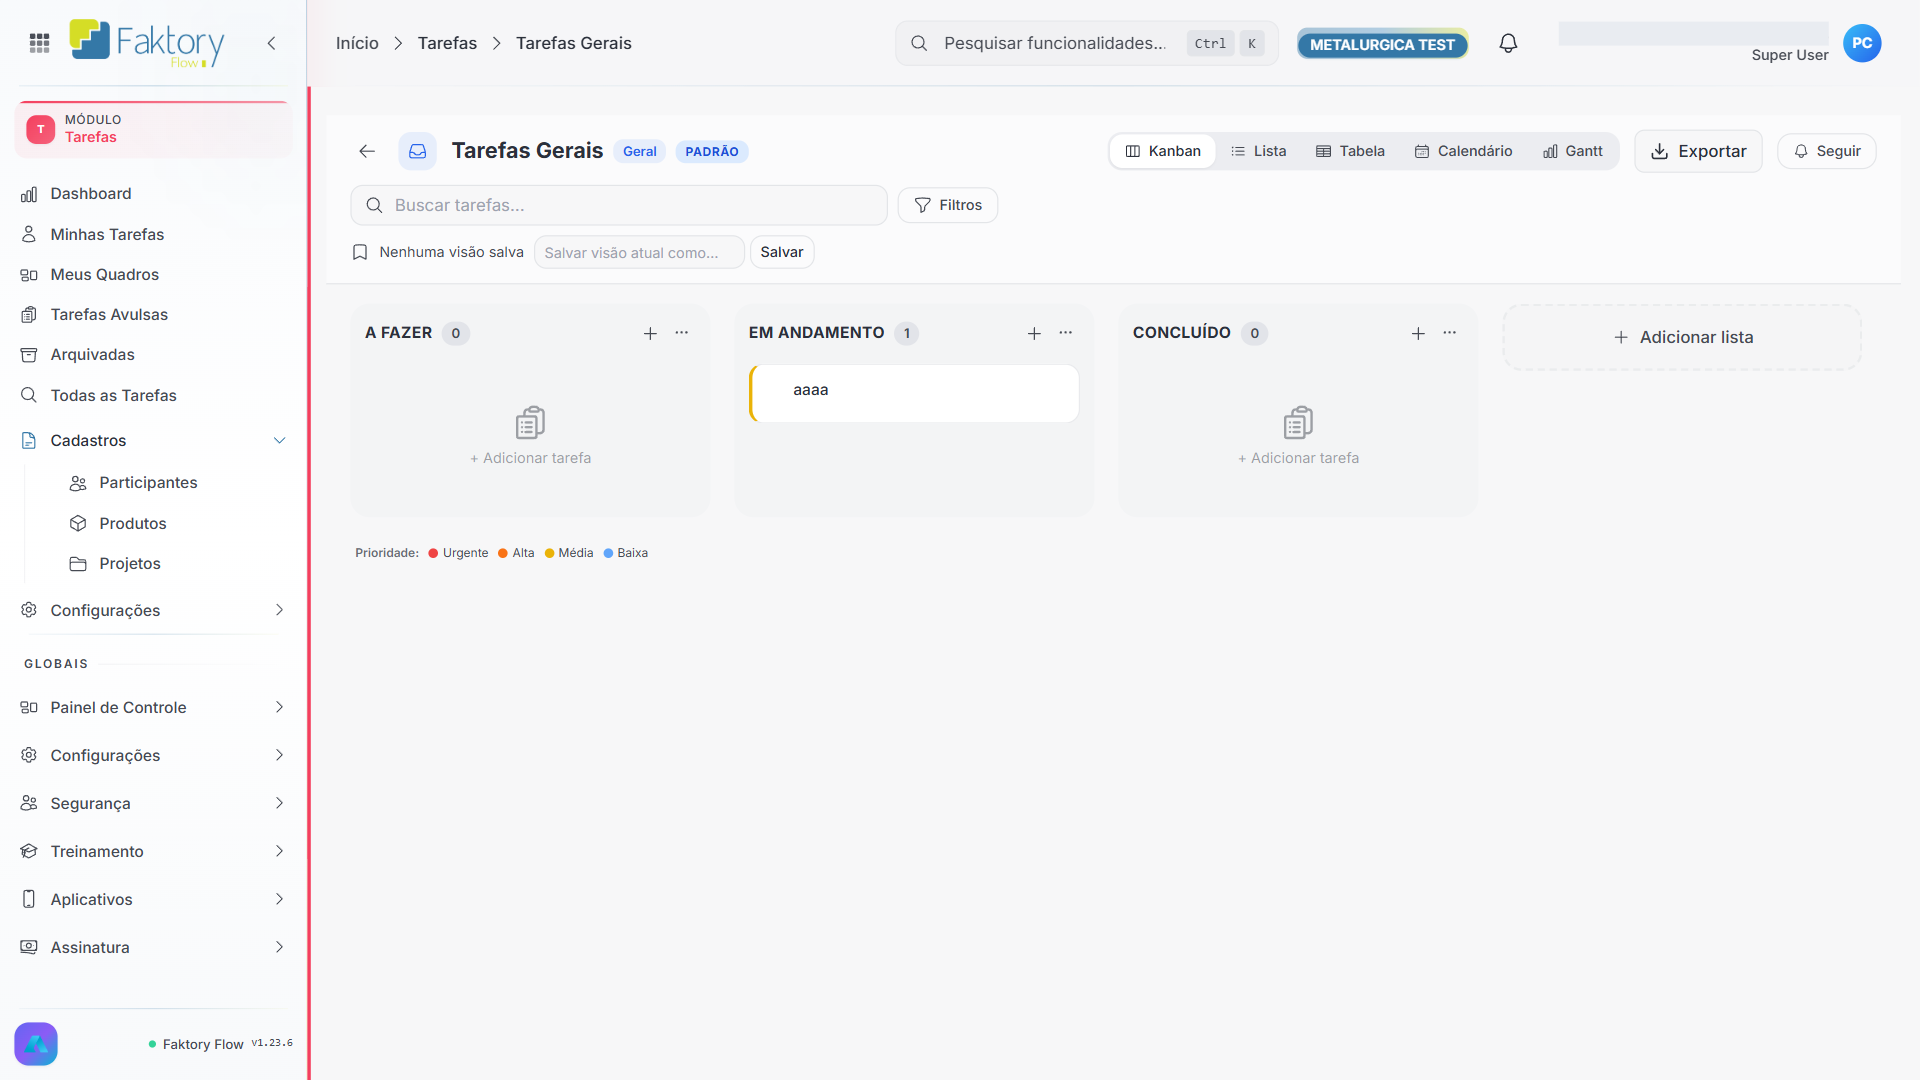 Faktory
Flow
Início > Tarefas > Tarefas Gerais
Pesquisar funcionalidades...
Ctrl K
METALURGICA TEST
Super User
PC
T
MÓDULO
Tarefas
Dashboard
Minhas Tarefas
Meus Quadros
Tarefas Avulsas
Arquivadas
Todas as Tarefas
Cadastros
Participantes
Produtos
Projetos
Configurações
GLOBAIS
Painel de Controle
Configurações
Segurança
Treinamento
Aplicativos
Assinatura
Faktory Flow v1.23.6
Tarefas Gerais
Geral
PADRÃO
Kanban
Lista
Tabela
Calendário
Gantt
Exportar
Seguir
Buscar tarefas...
Filtros
Nenhuma visão salva
Salvar visão atual como...
Salvar
A FAZER 0
+ Adicionar tarefa
EM ANDAMENTO 1
aaaa
CONCLUÍDO 0
+ Adicionar tarefa
+ Adicionar lista
Prioridade: Urgente Alta Média Baixa